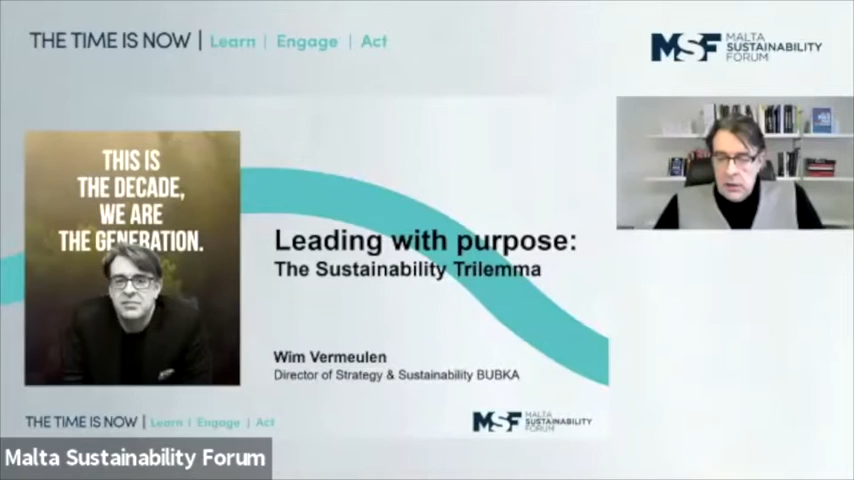 THE TIME IS NOW | Learn | Engage | Act
MSF MALTA
SUSTAINABILITY
FORUM
THIS IS
THE DECADE,
WE ARE
THE GENERATION.
Leading with purpose:
The Sustainability Trilemma
Wim Vermeulen
Director of Strategy & Sustainability BUBKA
THE TIME IS NOW | Learn | Engage | Act
MSF MALTA
SUSTAINABILITY
FORUM
Malta Sustainability Forum